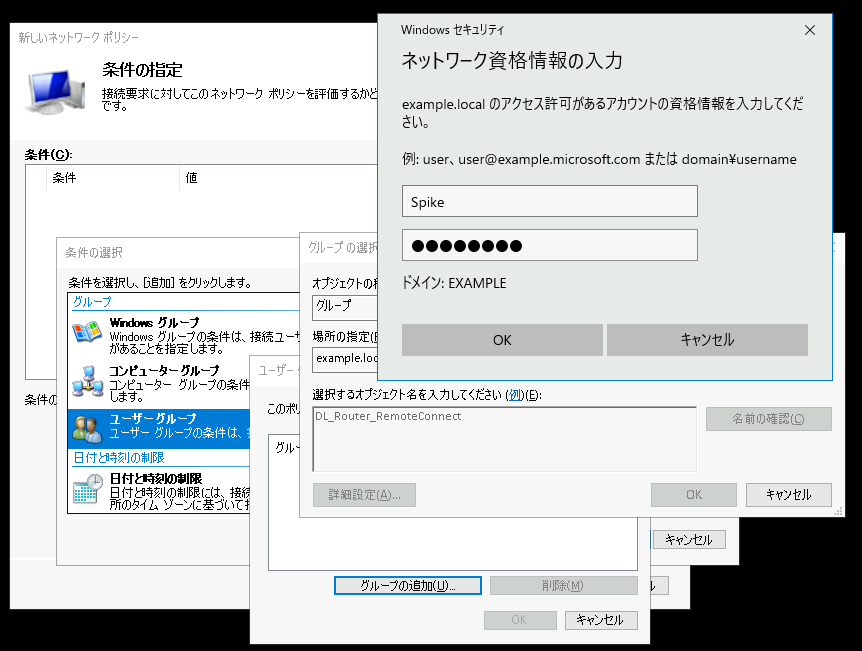 新しいネットワーク ポリシー
条件の指定
接続要求に対してこのネットワーク ポリシーを評価するかと
です。
条件(C):
条件
値
条件の
条件の選択
条件を選択し、[追加] をクリックします。
グループ
Windows グループ
Windows グループの条件は、接続ユー
があることを指定します。
コンピューター グループ
コンピューター グループの条件
します。
ユーザー グループ
ユーザー グループの条件は、
日付と時刻の制限
日付と時刻の制限
日付と時刻の制限には、接続
所のタイム ゾーンに基づいて
キャンセル
ユーザー
このポリ
グルー
グループの追加(U)...
削除(M)
ル
OK
キャンセル
グループ の選択
オブジェクトの
グループ
場所の指定(
example.loc
選択するオブジェクト名を入力してください (例)(E):
DL_Router_RemoteConnect
名前の確認(C)
詳細設定(A)...
OK
キャンセル
Windows セキュリティ
ネットワーク資格情報の入力
example.local のアクセス許可があるアカウントの資格情報を入力してくだ
さい。
例: user、user@example.microsoft.com または domain¥username
Spike
●●●●●●●●
ドメイン: EXAMPLE
OK
キャンセル